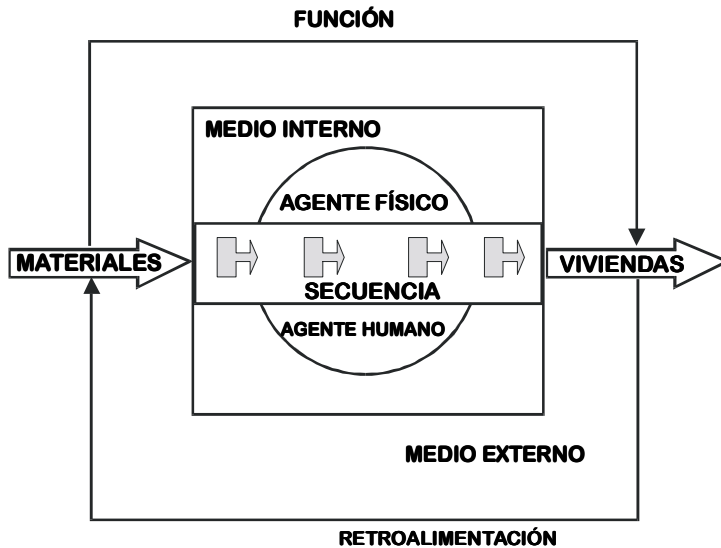 FUNCIÓN
MEDIO INTERNO
AGENTE FÍSICO
MATERIALES
VIVIENDAS
SECUENCIA
AGENTE HUMANO
MEDIO EXTERNO
RETROALIMENTACIÓN